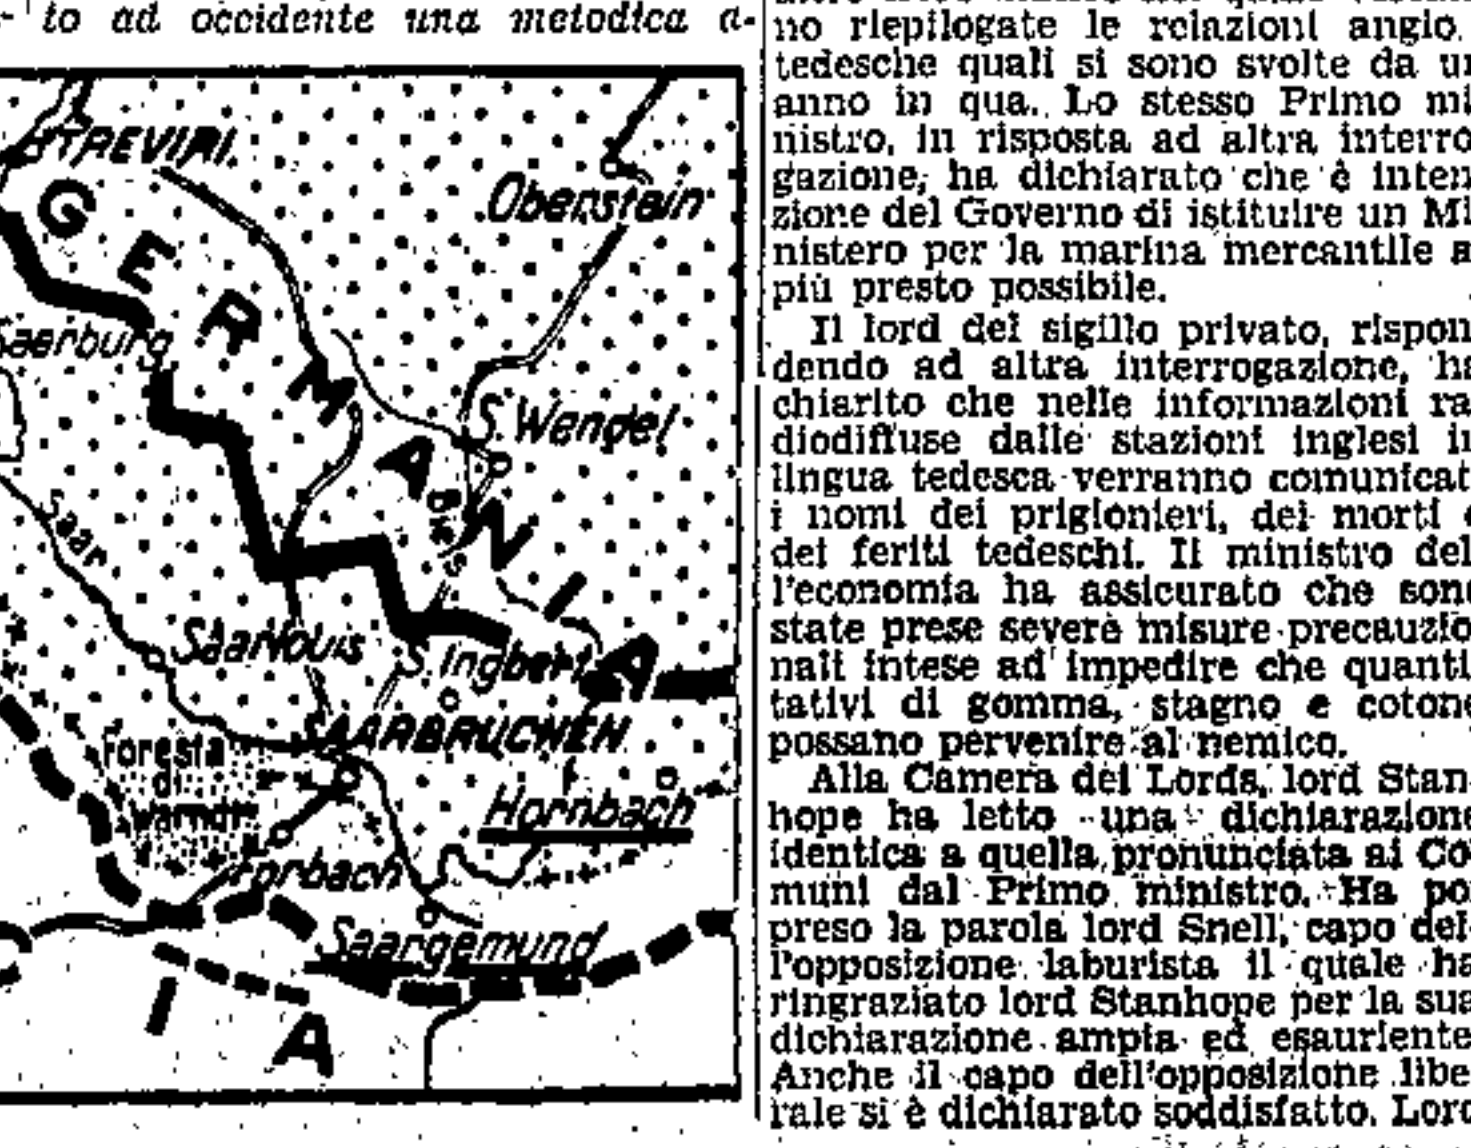 to ad occidente una metodica a-
TREVIRI
GERMANIA
Oberstein
Saerburg
S. Wendel
Saar
Saarlouis
S. Ingbert
SAARBRUCHEN
Foresta
di
Warndt
Hornbach
Forbach
Saargemund
I A
no riepilogate le relazioni anglo-
tedesche quali si sono svolte da un
anno in qua. Lo stesso Primo mi
nistro, in risposta ad altra interro
gazione, ha dichiarato che è inten
zione del Governo di istituire un Mi
nistero per la marina mercantile a
più presto possibile.
Il lord del sigillo privato, rispon
dendo ad altra interrogazione, ha
chiarito che nelle informazioni ra
diodiffuse dalle stazioni inglesi in
lingua tedesca verranno comunicat
i nomi dei prigionieri, dei morti e
dei feriti tedeschi. Il ministro del
l'economia ha assicurato che sono
state prese severe misure precauzio
nali intese ad impedire che quanti
tativi di gomma, stagno e cotone
possano pervenire al nemico.
Alla Camera dei Lords, lord Stan
hope ha letto una dichiarazione
identica a quella pronunciata ai Co
muni dal Primo ministro. Ha po
preso la parola lord Snell, capo del-
l'opposizione laburista il quale ha
ringraziato lord Stanhope per la sua
dichiarazione ampia ed esauriente
Anche il capo dell'opposizione libe
rale si è dichiarato soddisfatto. Lord